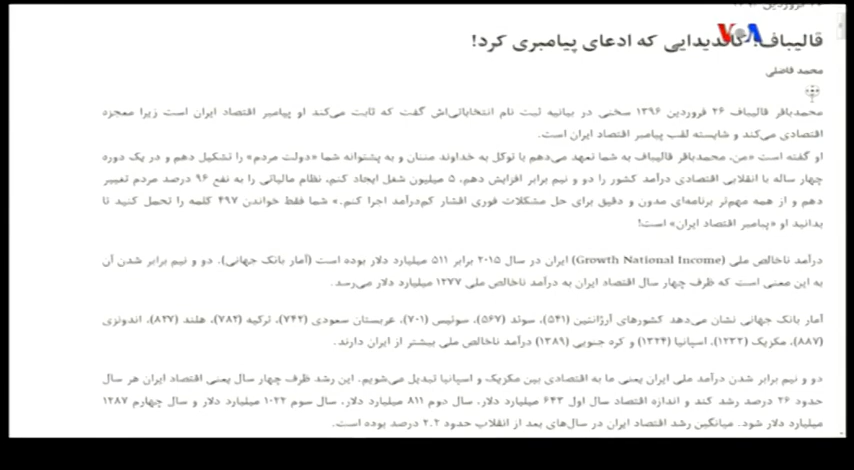 VOA
قالیباف؛ کاندیدایی که ادعای پیامبری کرد!
محمد فاضلی
محمدباقر قالیباف ۲۶ فروردین ۱۳۹۶ سخنی در بیانیه ثبت نام انتخاباتی‌اش گفت که ثابت می‌کند او پیامبر اقتصاد ایران است زیرا معجزه
اقتصادی می‌کند و شایسته لقب پیامبر اقتصاد ایران است.
او گفته است «من، محمدباقر قالیباف به شما تعهد می‌دهم با توکل به خداوند منان و به پشتوانه شما «دولت مردم» را تشکیل دهم و در یک دوره
چهار ساله با انقلابی اقتصادی درآمد کشور را دو و نیم برابر افزایش دهم، ۵ میلیون شغل ایجاد کنم، نظام مالیاتی را به نفع ۹۶ درصد مردم تغییر
دهم و از همه مهم‌تر برنامه‌ای مدون و دقیق برای حل مشکلات فوری اقشار کم‌درآمد اجرا کنم.» شما فقط خواندن ۴۹۷ کلمه را تحمل کنید تا
بدانید او «پیامبر اقتصاد ایران» است!
درآمد ناخالص ملی (Growth National Income) ایران در سال ۲۰۱۵ برابر ۵۱۱ میلیارد دلار بوده است (آمار بانک جهانی). دو و نیم برابر شدن آن
به این معنی است که ظرف چهار سال اقتصاد ایران به درآمد ناخالص ملی ۱۲۷۷ میلیارد دلار می‌رسد.
آمار بانک جهانی نشان می‌دهد کشورهای آرژانتین (۵۴۱)، سوئد (۵۶۷)، سوئیس (۷۰۱)، عربستان سعودی (۷۴۲)، ترکیه (۷۸۲)، هلند (۸۲۷)، اندونزی
(۸۸۷)، مکزیک (۱۲۳۲)، اسپانیا (۱۳۲۴) و کره جنوبی (۱۳۸۹) درآمد ناخالص ملی بیشتر از ایران دارند.
دو و نیم برابر شدن درآمد ملی ایران یعنی ما به اقتصادی بین مکزیک و اسپانیا تبدیل می‌شویم. این رشد ظرف چهار سال یعنی اقتصاد ایران هر سال
حدود ۲۶ درصد رشد کند و اندازه اقتصاد سال اول ۶۴۳ میلیارد دلار، سال دوم ۸۱۱ میلیارد دلار، سال سوم ۱۰۲۲ میلیارد دلار و سال چهارم ۱۲۸۷
میلیارد دلار شود. میانگین رشد اقتصاد ایران در سال‌های بعد از انقلاب حدود ۲.۲ درصد بوده است.